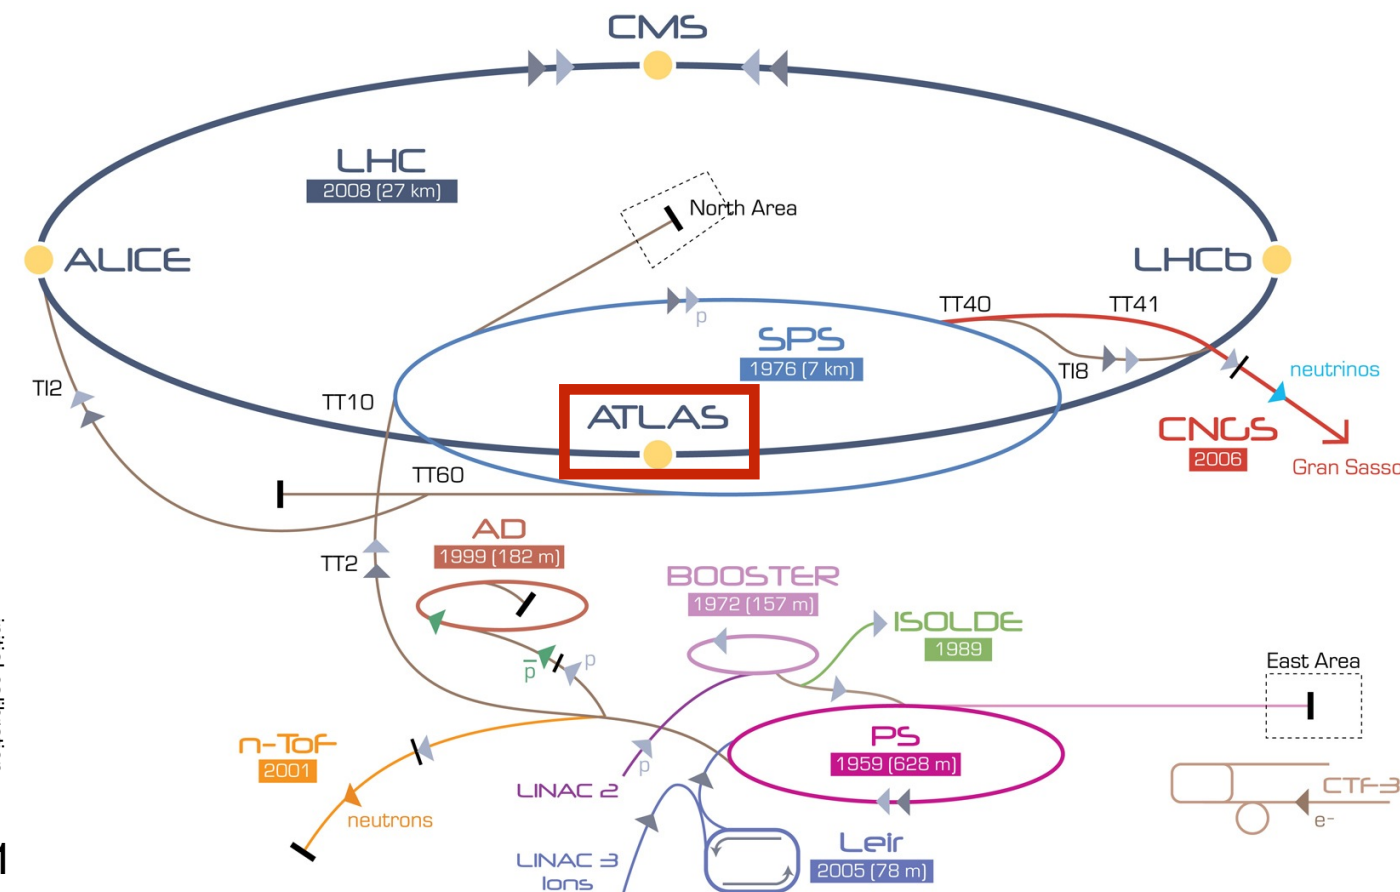 CMS
LHC
2008 (27 km)
North Area
ALICE
LHCb
TT40
TT41
p
SPS
1976 (7 km)
TI8
neutrinos
TI2
TT10
ATLAS
CNGS
2006
Gran Sasso
TT60
AD
1999 (182 m)
TT2
BOOSTER
1972 (157 m)
ISOLDE
1989
p̅
p
East Area
n-ToF
2001
PS
1959 (628 m)
p
LINAC 2
neutrons
CTF3
e-
LINAC 3
Ions
Leir
2005 (78 m)
1